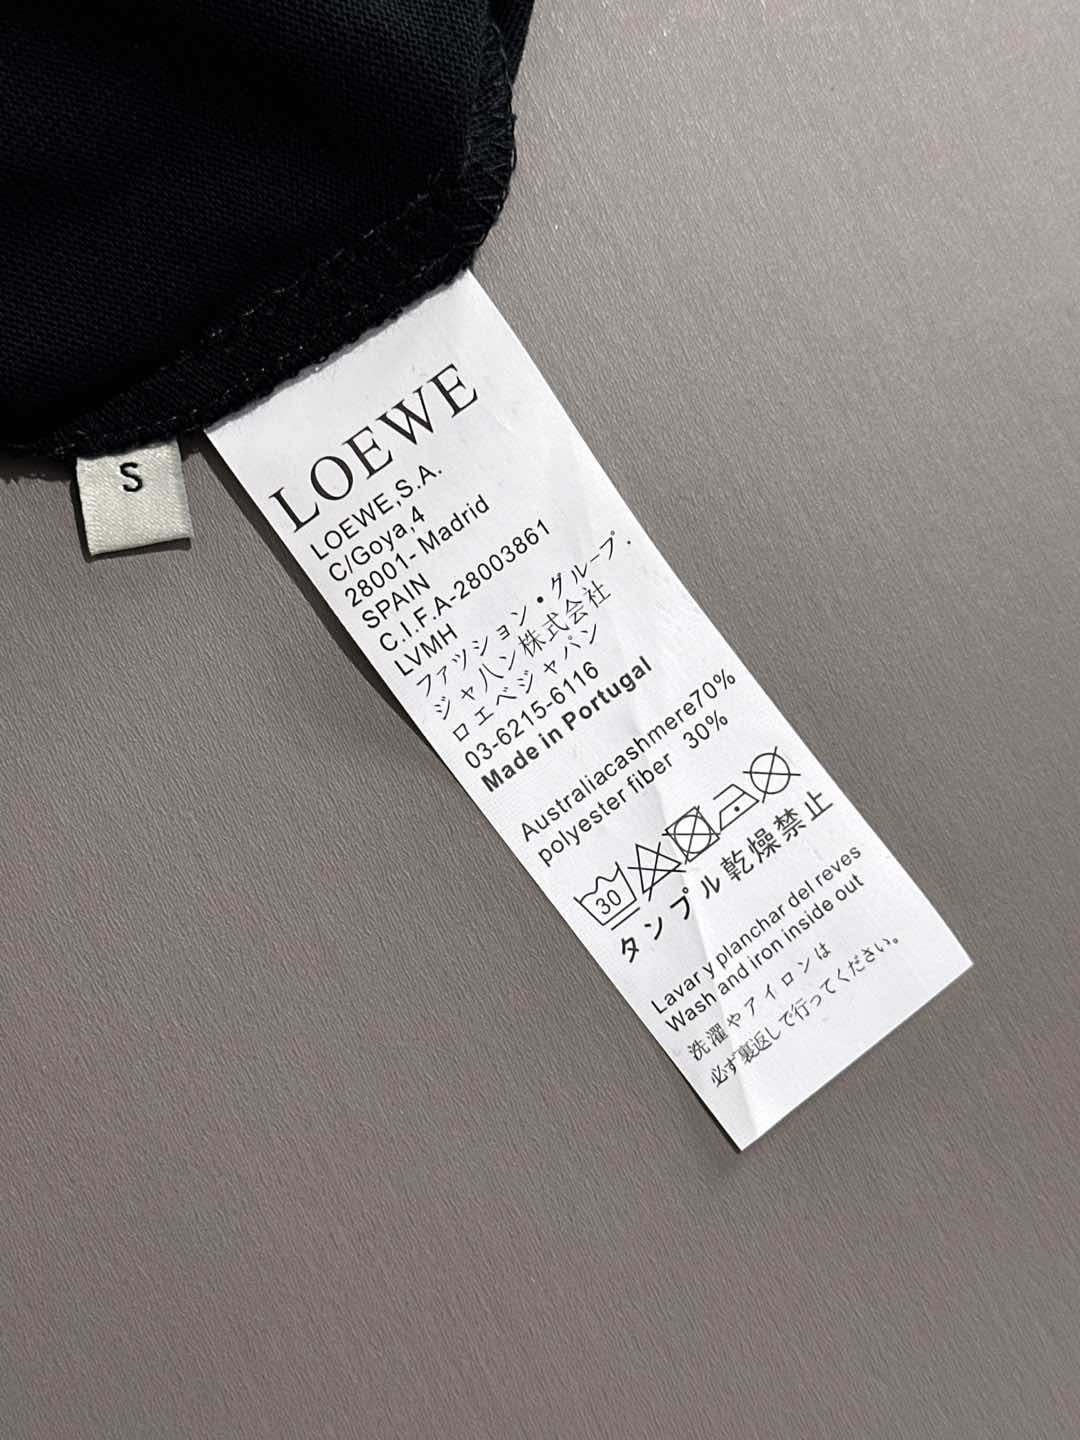 S
LOEWE
LOEWE,S.A.
C/Goya,4
28001- Madrid
SPAIN
C.I.F.A-28003861
LVMH
ファツション・グループ.
ジャハン株式会社
ロエベジャパン
03-6215-6116
Made in Portugal
Australiacashmere70%
polyester fiber 30%
30
タンプル乾燥禁止
Lavar y planchar del reves
Wash and iron inside out
洗濯やアイロンは
必ず裏返しで行ってください。